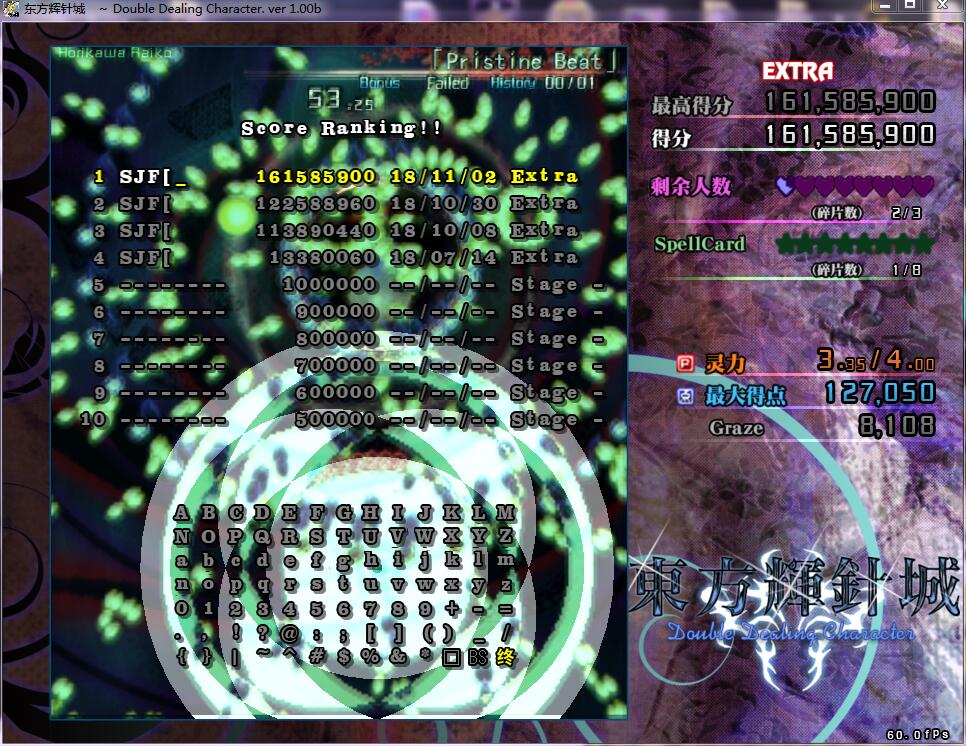 东方辉针城 ~ Double Dealing Character. ver 1.00b
Horikawa Raiko
「Pristine Beat」
Bonus Failed History 00/01
53.25
Score Ranking!!
1 SJF[_ 161585900 18/11/02 Extra
2 SJF[ 122588960 18/10/30 Extra
3 SJF[ 113890440 18/10/08 Extra
4 SJF[ 13380060 18/07/14 Extra
5 -------- 1000000 --/--/-- Stage -
6 -------- 900000 --/--/-- Stage -
7 -------- 800000 --/--/-- Stage -
8 -------- 700000 --/--/-- Stage -
9 -------- 600000 --/--/-- Stage -
10 -------- 500000 --/--/-- Stage -
A B C D E F G H I J K L M
N O P Q R S T U V W X Y Z
a b c d e f g h i j k l m
n o p q r s t u v w x y z
0 1 2 3 4 5 6 7 8 9 + - =
. , ! ? @ : ; [ ] ( ) _ /
{ } | ~ ^ # $ % & * □ BS 终
EXTRA
最高得分 161,585,900
得分 161,585,900
剩余人数
(碎片数) 2/3
SpellCard
(碎片数) 1/8
P 灵力 3.35/4.00
点 最大得点 127,050
Graze 8,108
東方輝針城
Double Dealing Character
60.0fps